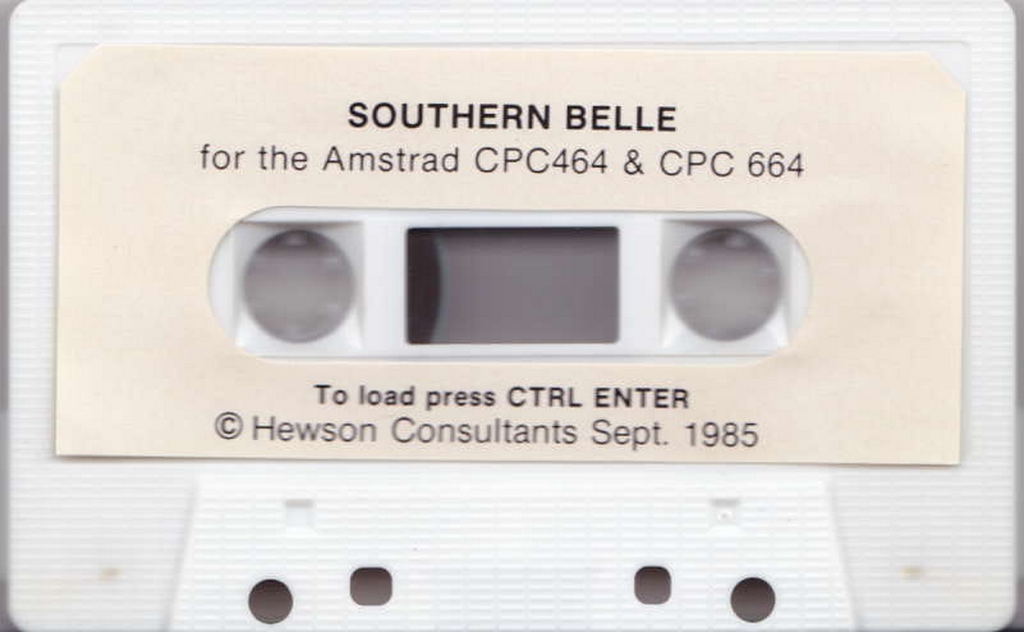 SOUTHERN BELLE
for the Amstrad CPC464 & CPC 664
To load press CTRL ENTER
© Hewson Consultants Sept. 1985